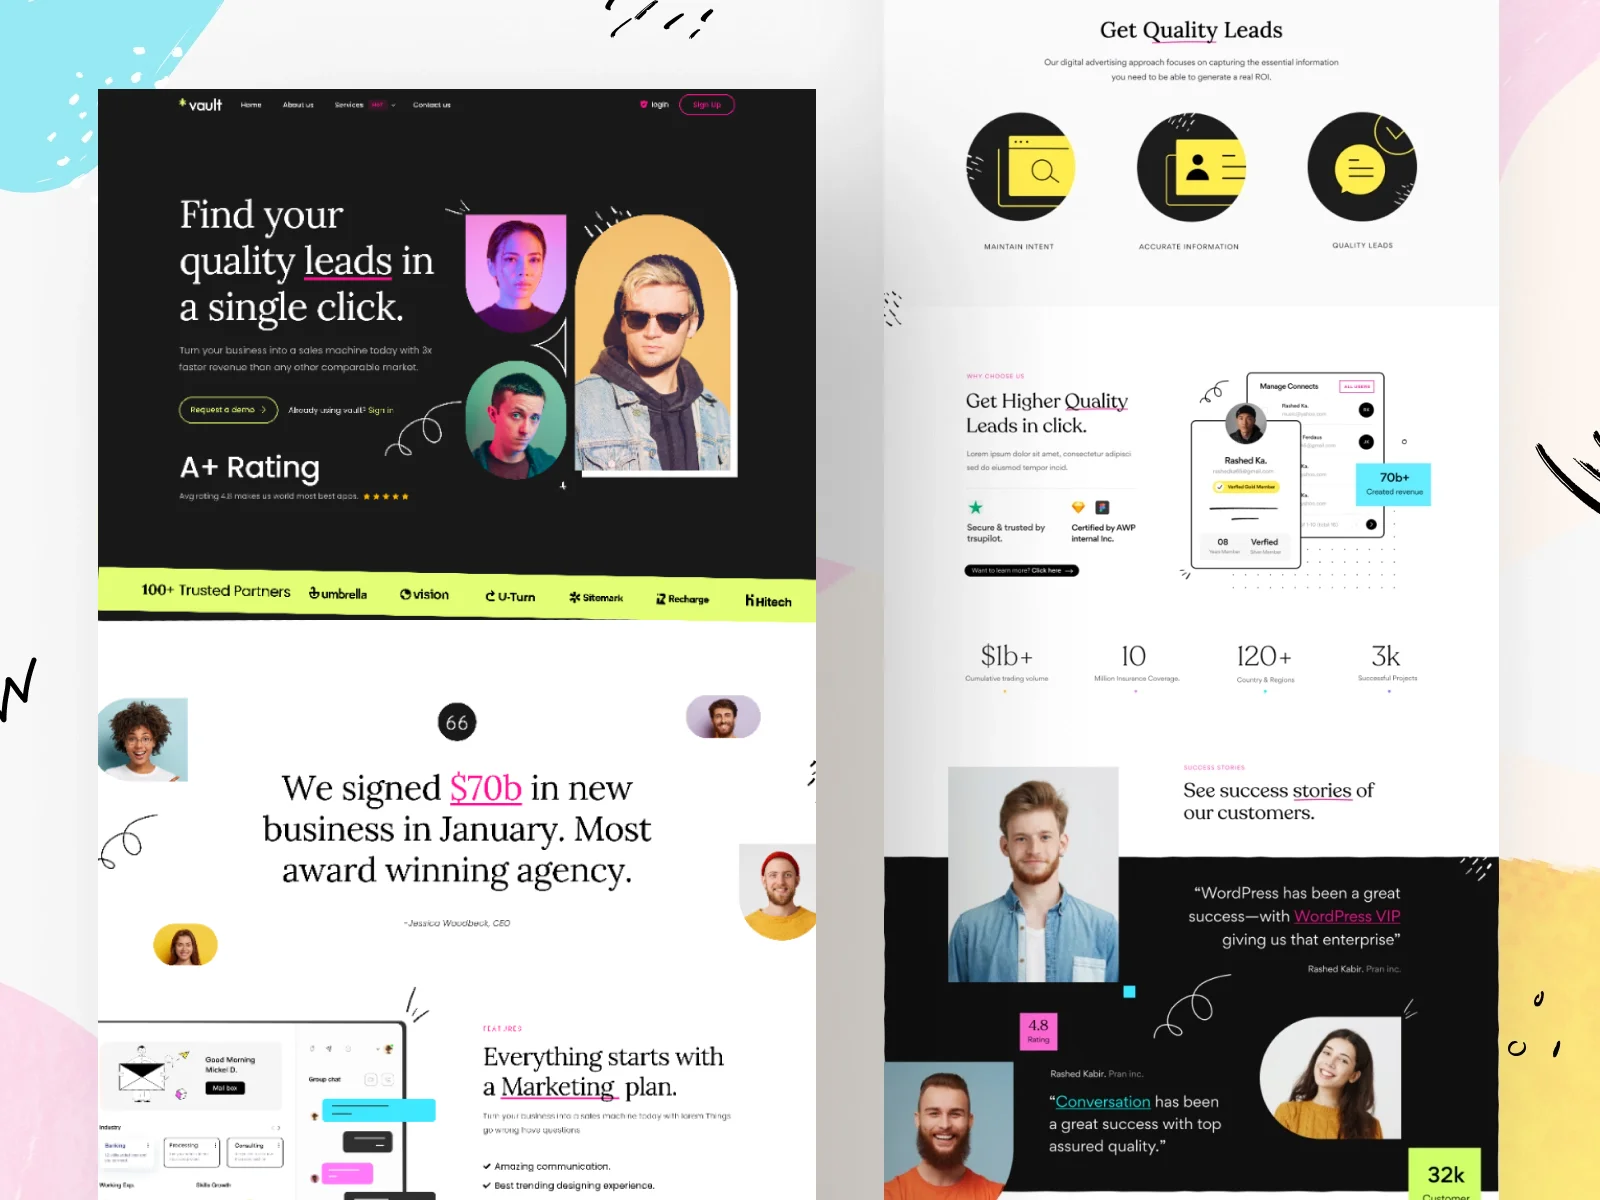 vault
Home
About us
Services
Contact us
login
Sign Up
Find your
quality leads in
a single click.
Turn your business into a sales machine today with 3x
faster revenue than any other comparable market.
Request a demo
Already using vault? Sign in
A+ Rating
Avg rating 4.8 makes us world most best apps.
100+ Trusted Partners
umbrella
vision
U-Turn
Sitemark
Recharge
Hitech
66
We signed $70b in new
business in January. Most
award winning agency.
-Jessica Woodbeck, CEO
Good Morning
Mickel D.
Mail box
Group chat
Industry
Banking
Processing
Consulting
Working Exp.
Skills Growth
FEATURES
Everything starts with
a Marketing plan.
Turn your business into a sales machine today with lorem Things
go wrong have questions
Amazing communication.
Best trending designing experience.
Get Quality Leads
Our digital advertising approach focuses on capturing the essential information
you need to be able to generate a real ROI.
MAINTAIN INTENT
ACCURATE INFORMATION
QUALITY LEADS
WHY CHOOSE US
Get Higher Quality
Leads in click.
Lorem ipsum dolor sit amet, consectetur adipisci
sed do eiusmod tempor incid.
Secure & trusted by
trsupilot.
Certified by AWP
internal Inc.
Want to learn more? Click here
Manage Connects
ALL USERS
Rashed Ka.
Ferdaus
Rashed Ka.
Verified Gold Member
08
Verfied
70b+
Created revenue
$1b+
Cumulative trading volume
10
Million Insurance Coverage.
120+
Country & Regions
3k
Successful Projects
SUCCESS STORIES
See success stories of
our customers.
“WordPress has been a great
success—with WordPress VIP
giving us that enterprise”
Rashed Kabir. Pran inc.
4.8
Rating
Rashed Kabir. Pran inc.
“Conversation has been
a great success with top
assured quality.”
32k
Customer